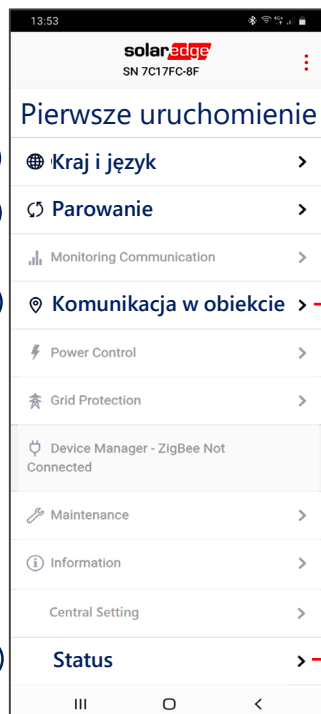 13:53
solaredge
SN 7C17FC-8F
Pierwsze uruchomienie
Kraj i język
Parowanie
Monitoring Communication
Komunikacja w obiekcie
Power Control
Grid Protection
Device Manager - ZigBee Not
Connected
Maintenance
Information
Central Setting
Status